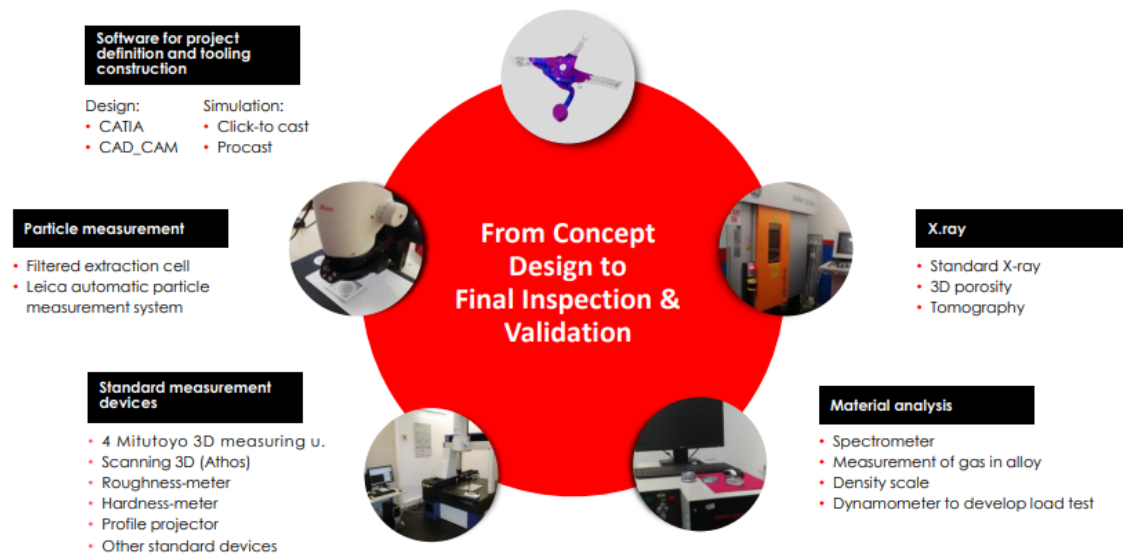 Software for project
definition and tooling
construction
Design:
• CATIA
• CAD_CAM
Simulation:
• Click-to cast
• Procast
Particle measurement
• Filtered extraction cell
• Leica automatic particle
measurement system
From Concept
Design to
Final Inspection &
Validation
X.ray
• Standard X-ray
• 3D porosity
• Tomography
Standard measurement
devices
• 4 Mitutoyo 3D measuring u.
• Scanning 3D (Athos)
• Roughness-meter
• Hardness-meter
• Profile projector
• Other standard devices
Material analysis
• Spectrometer
• Measurement of gas in alloy
• Density scale
• Dynamometer to develop load test